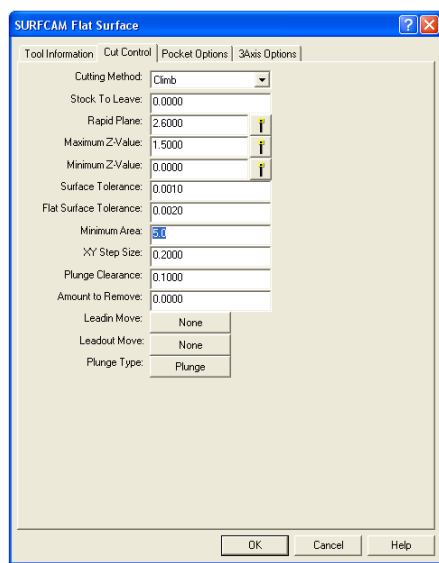 SURFCAM Flat Surface
Tool Information Cut Control Pocket Options 3Axis Options
Cutting Method: Climb
Stock To Leave: 0.0000
Rapid Plane: 2.6000
Maximum Z-Value: 1.5000
Minimum Z-Value: 0.0000
Surface Tolerance: 0.0010
Flat Surface Tolerance: 0.0020
Minimum Area: 5.0
XY Step Size: 0.2000
Plunge Clearance: 0.1000
Amount to Remove: 0.0000
Leadin Move: None
Leadout Move: None
Plunge Type: Plunge
OK Cancel Help